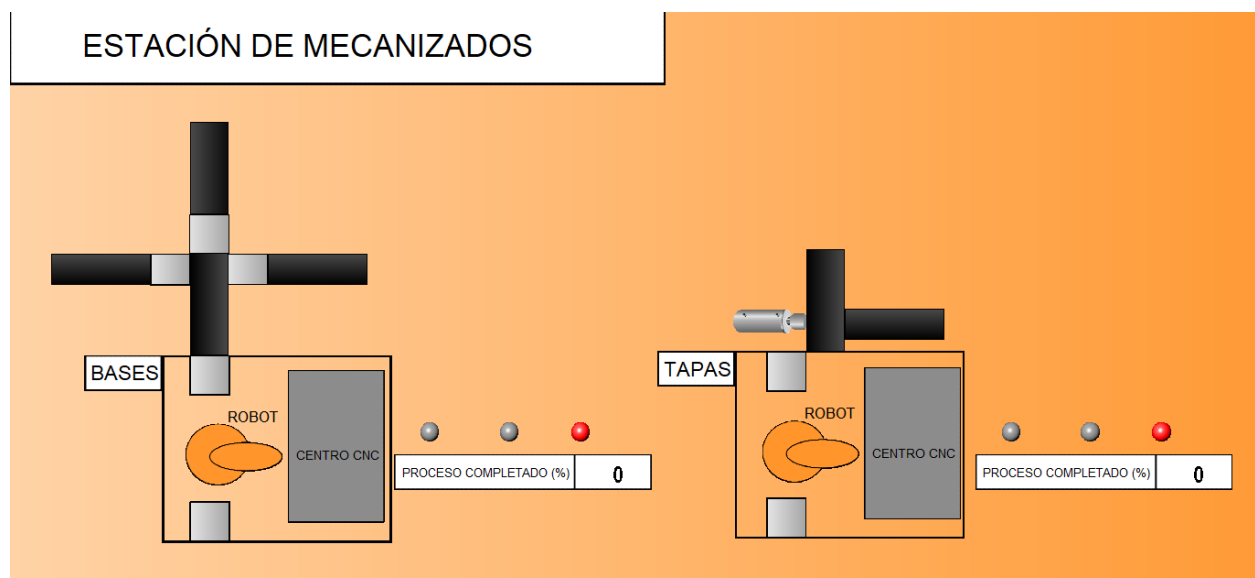 ESTACIÓN DE MECANIZADOS
BASES
ROBOT
CENTRO CNC
PROCESO COMPLETADO (%) 0
TAPAS
ROBOT
CENTRO CNC
PROCESO COMPLETADO (%) 0